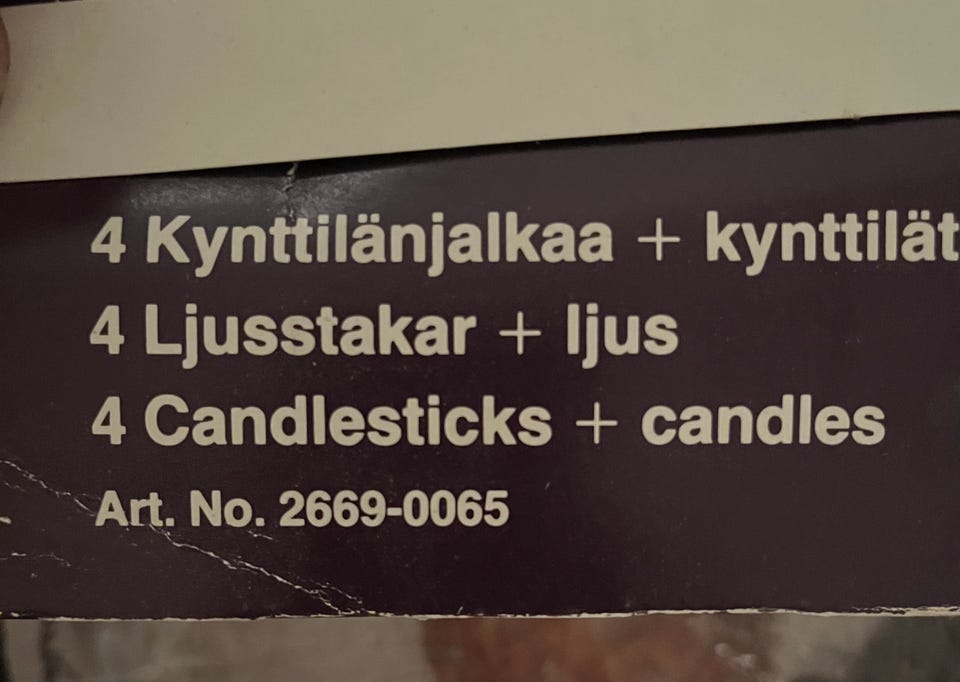 4 Kynttilänjalkaa + kynttilät
4 Ljusstakar + ljus
4 Candlesticks + candles
Art. No. 2669-0065